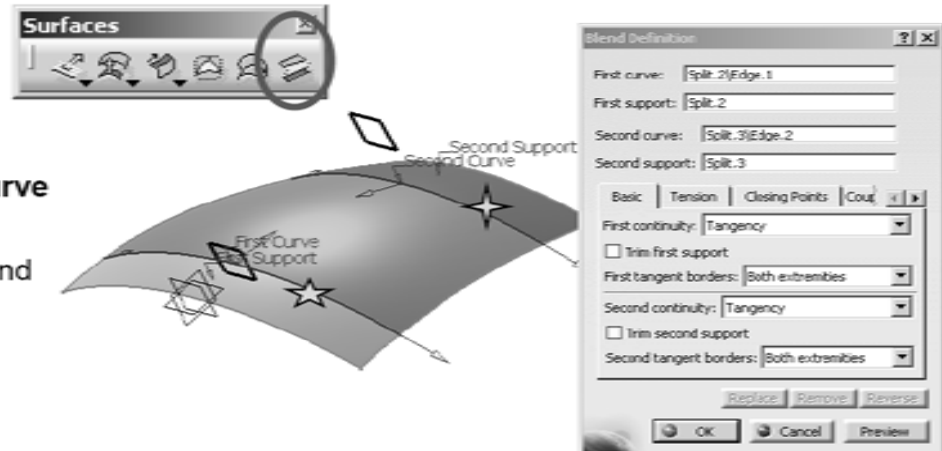 Surfaces
urve
nd
Second Support
Second Curve
First Curve
Support
Blend Definition
First curve: Split.2\Edge.1
First support: Split.2
Second curve: Split.3\Edge.2
Second support: Split.3
Basic Tension Closing Points Coup
First continuity: Tangency
Trim first support
First tangent borders: Both extremities
Second continuity: Tangency
Trim second support
Second tangent borders: Both extremities
Replace Remove Reverse
OK Cancel Preview